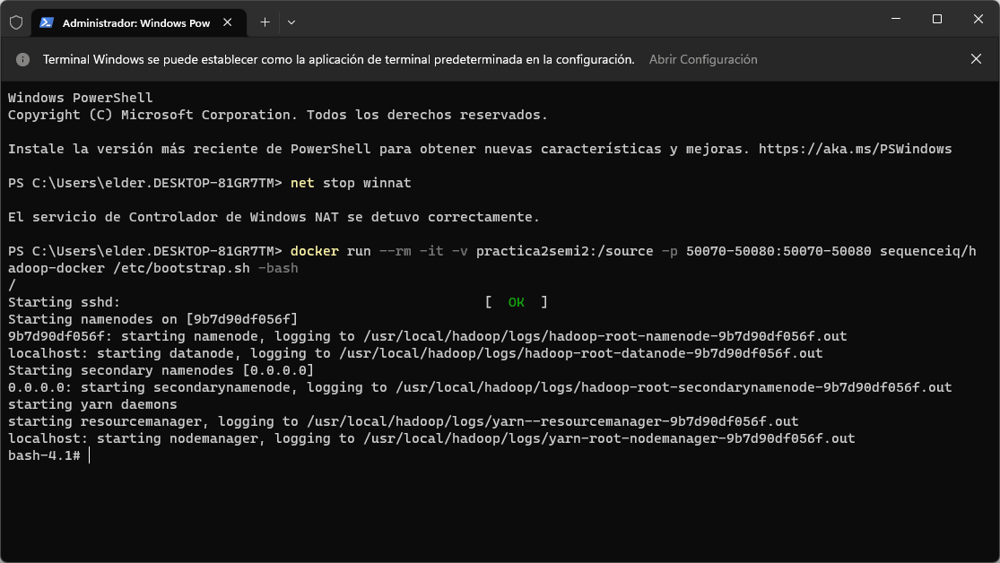 Administrador: Windows Pow
Terminal Windows se puede establecer como la aplicación de terminal predeterminada en la configuración. Abrir Configuración
Windows PowerShell
Copyright (C) Microsoft Corporation. Todos los derechos reservados.
Instale la versión más reciente de PowerShell para obtener nuevas características y mejoras. https://aka.ms/PSWindows
PS C:\Users\elder.DESKTOP-81GR7TM> net stop winnat
El servicio de Controlador de Windows NAT se detuvo correctamente.
PS C:\Users\elder.DESKTOP-81GR7TM> docker run --rm -it -v practica2semi2:/source -p 50070-50080:50070-50080 sequenceiq/h
adoop-docker /etc/bootstrap.sh -bash
/
Starting sshd: [ OK ]
Starting namenodes on [9b7d90df056f]
9b7d90df056f: starting namenode, logging to /usr/local/hadoop/logs/hadoop-root-namenode-9b7d90df056f.out
localhost: starting datanode, logging to /usr/local/hadoop/logs/hadoop-root-datanode-9b7d90df056f.out
Starting secondary namenodes [0.0.0.0]
0.0.0.0: starting secondarynamenode, logging to /usr/local/hadoop/logs/hadoop-root-secondarynamenode-9b7d90df056f.out
starting yarn daemons
starting resourcemanager, logging to /usr/local/hadoop/logs/yarn--resourcemanager-9b7d90df056f.out
localhost: starting nodemanager, logging to /usr/local/hadoop/logs/yarn-root-nodemanager-9b7d90df056f.out
bash-4.1#